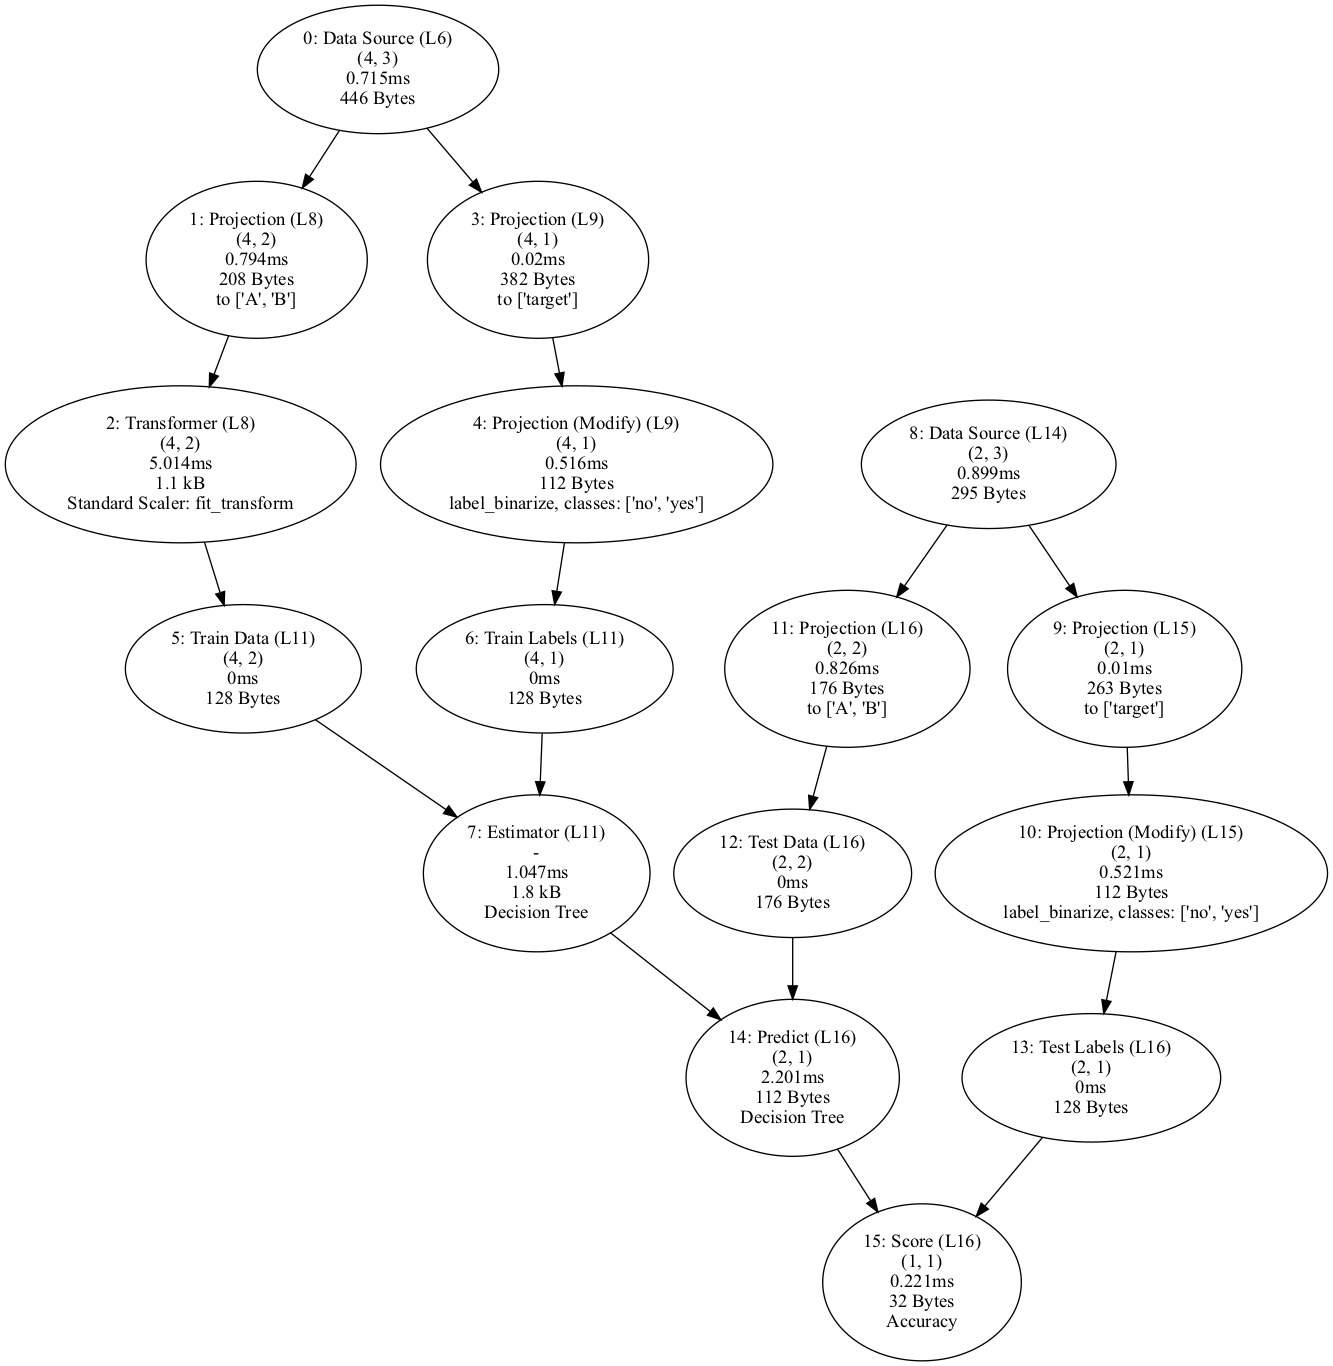 0: Data Source (L6)
(4, 3)
0.715ms
446 Bytes
1: Projection (L8)
(4, 2)
0.794ms
208 Bytes
to ['A', 'B']
3: Projection (L9)
(4, 1)
0.02ms
382 Bytes
to ['target']
2: Transformer (L8)
(4, 2)
5.014ms
1.1 kB
Standard Scaler: fit_transform
4: Projection (Modify) (L9)
(4, 1)
0.516ms
112 Bytes
label_binarize, classes: ['no', 'yes']
8: Data Source (L14)
(2, 3)
0.899ms
295 Bytes
5: Train Data (L11)
(4, 2)
0ms
128 Bytes
6: Train Labels (L11)
(4, 1)
0ms
128 Bytes
11: Projection (L16)
(2, 2)
0.826ms
176 Bytes
to ['A', 'B']
9: Projection (L15)
(2, 1)
0.01ms
263 Bytes
to ['target']
7: Estimator (L11)
-
1.047ms
1.8 kB
Decision Tree
12: Test Data (L16)
(2, 2)
0ms
176 Bytes
10: Projection (Modify) (L15)
(2, 1)
0.521ms
112 Bytes
label_binarize, classes: ['no', 'yes']
14: Predict (L16)
(2, 1)
2.201ms
112 Bytes
Decision Tree
13: Test Labels (L16)
(2, 1)
0ms
128 Bytes
15: Score (L16)
(1, 1)
0.221ms
32 Bytes
Accuracy